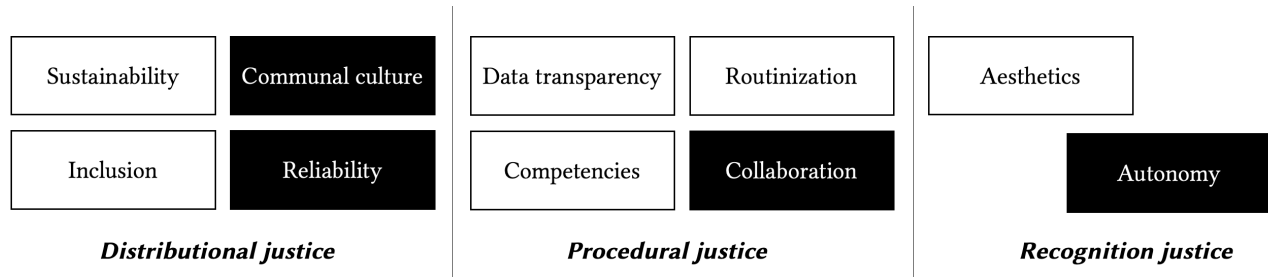 Sustainability
Communal culture
Inclusion
Reliability
Distributional justice
Data transparency
Routinization
Competencies
Collaboration
Procedural justice
Aesthetics
Autonomy
Recognition justice